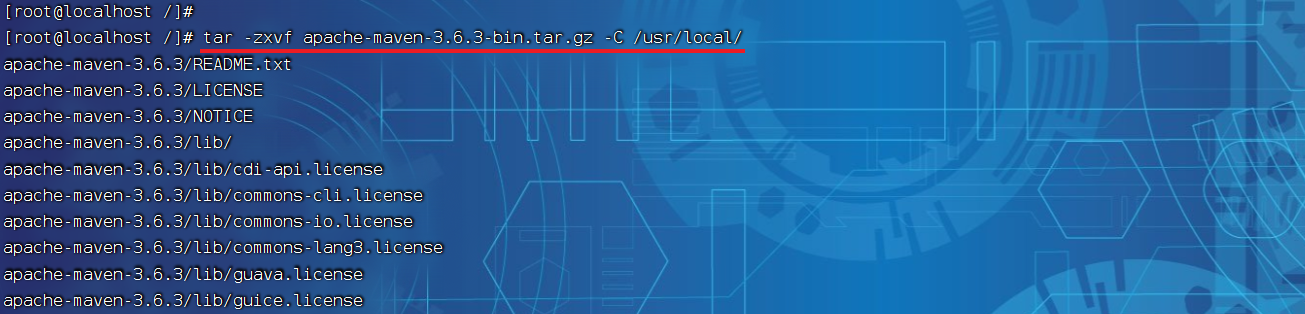 [root@localhost /]#
[root@localhost /]# tar -zxvf apache-maven-3.6.3-bin.tar.gz -C /usr/local/
apache-maven-3.6.3/README.txt
apache-maven-3.6.3/LICENSE
apache-maven-3.6.3/NOTICE
apache-maven-3.6.3/lib/
apache-maven-3.6.3/lib/cdi-api.license
apache-maven-3.6.3/lib/commons-cli.license
apache-maven-3.6.3/lib/commons-io.license
apache-maven-3.6.3/lib/commons-lang3.license
apache-maven-3.6.3/lib/guava.license
apache-maven-3.6.3/lib/guice.license